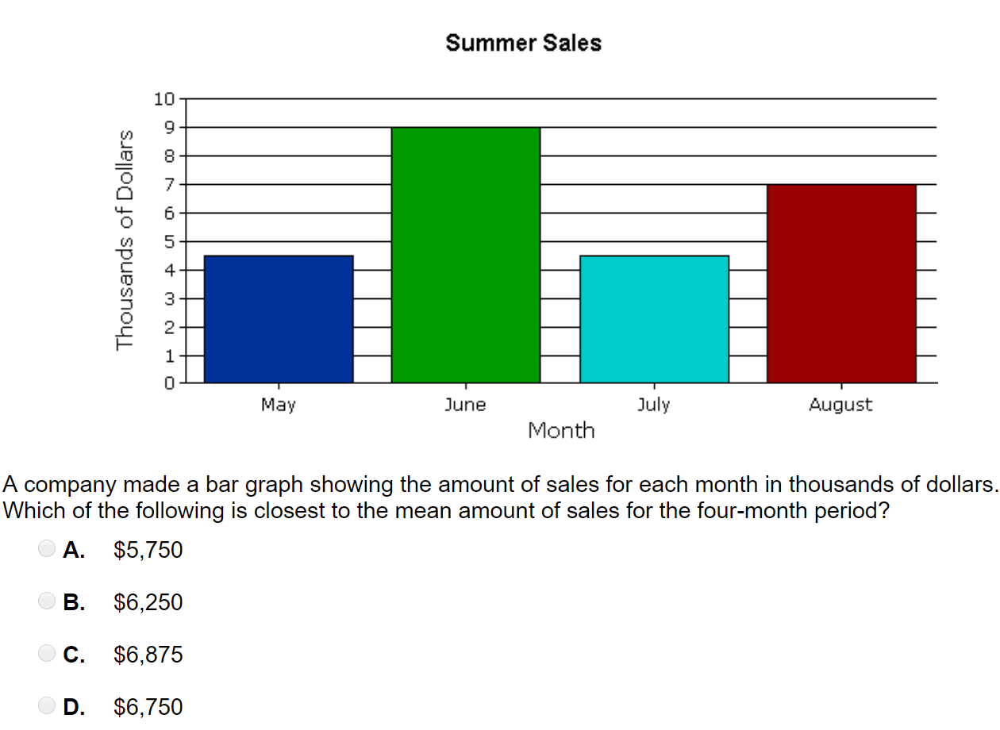 Summer Sales
10
9
8
7
6
5
4
3
2
1
0
Thousands of Dollars
May June July August
Month
A company made a bar graph showing the amount of sales for each month in thousands of dollars.
Which of the following is closest to the mean amount of sales for the four-month period?
A. $5,750
B. $6,250
C. $6,875
D. $6,750